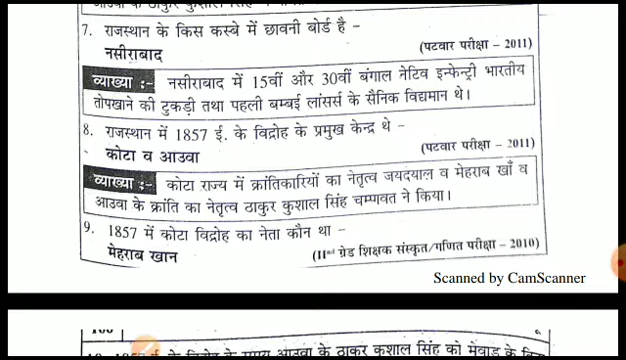 7. राजस्थान के किस कस्बे में छावनी बोर्ड है –
नसीराबाद
(पटवार परीक्षा – 2011)
व्याख्या :- नसीराबाद में 15वीं और 30वीं बंगाल नेटिव इन्फेन्ट्री भारतीय
तोपखाने की टुकड़ी तथा पहली बम्बई लांसर्स के सैनिक विद्यमान थे।
8. राजस्थान में 1857 ई. के विद्रोह के प्रमुख केन्द्र थे –
कोटा व आउवा
(पटवार परीक्षा – 2011)
व्याख्या :- कोटा राज्य में क्रांतिकारियों का नेतृत्व जयदयाल व मेहराब खाँ व
आउवा के क्रांति का नेतृत्व ठाकुर कुशाल सिंह चम्पावत ने किया।
9. 1857 में कोटा विद्रोह का नेता कौन था –
मेहराब खान
(IInd ग्रेड शिक्षक संस्कृत/गणित परीक्षा – 2010)
Scanned by CamScanner
के समय आउवा के ठाकुर कुशाल सिंह को मेवाड़ के